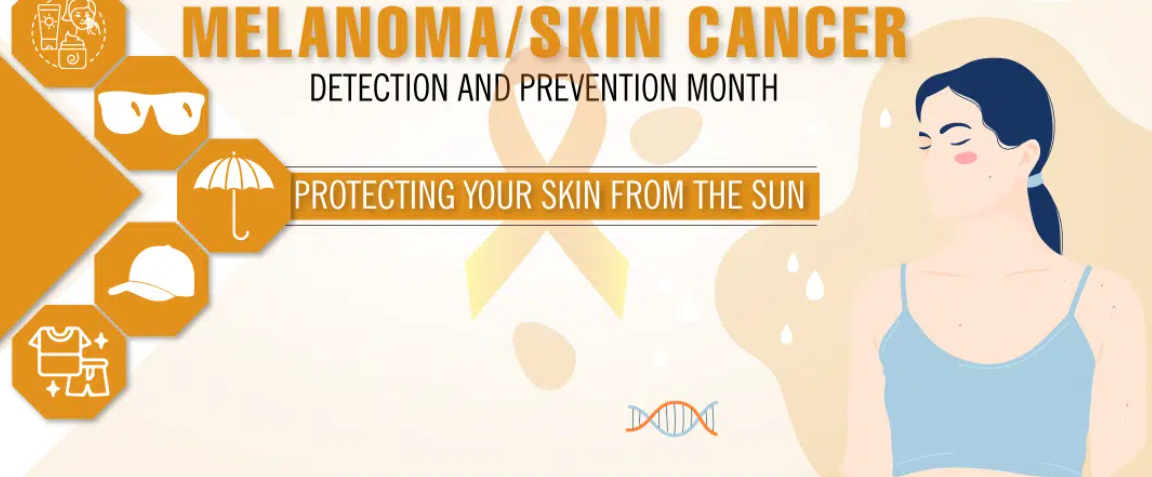 MELANOMA/SKIN CANCER
DETECTION AND PREVENTION MONTH
PROTECTING YOUR SKIN FROM THE SUN